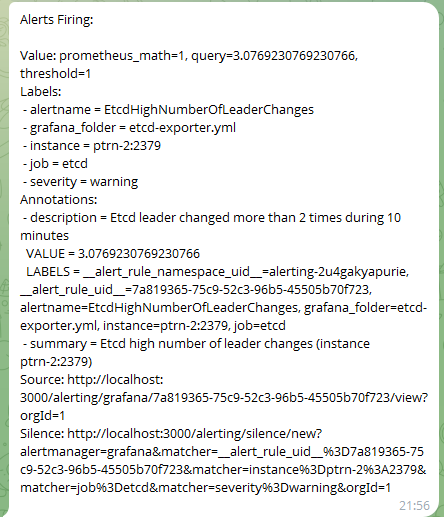 Alerts Firing:
Value: prometheus_math=1, query=3.0769230769230766,
threshold=1
Labels:
- alertname = EtcdHighNumberOfLeaderChanges
- grafana_folder = etcd-exporter.yml
- instance = ptrn-2:2379
- job = etcd
- severity = warning
Annotations:
- description = Etcd leader changed more than 2 times during 10
minutes
VALUE = 3.0769230769230766
LABELS = __alert_rule_namespace_uid__=alerting-2u4gakyapurie,
__alert_rule_uid__=7a819365-75c9-52c3-96b5-45505b70f723,
alertname=EtcdHighNumberOfLeaderChanges, grafana_folder=etcd-
exporter.yml, instance=ptrn-2:2379, job=etcd
- summary = Etcd high number of leader changes (instance
ptrn-2:2379)
Source: http://localhost:
3000/alerting/grafana/7a819365-75c9-52c3-96b5-45505b70f723/view?
orgId=1
Silence: http://localhost:3000/alerting/silence/new?
alertmanager=grafana&matcher=__alert_rule_uid__%3D7a819365-75
c9-52c3-96b5-45505b70f723&matcher=instance%3Dptrn-2%3A2379&
matcher=job%3Detcd&matcher=severity%3Dwarning&orgId=1
21:56